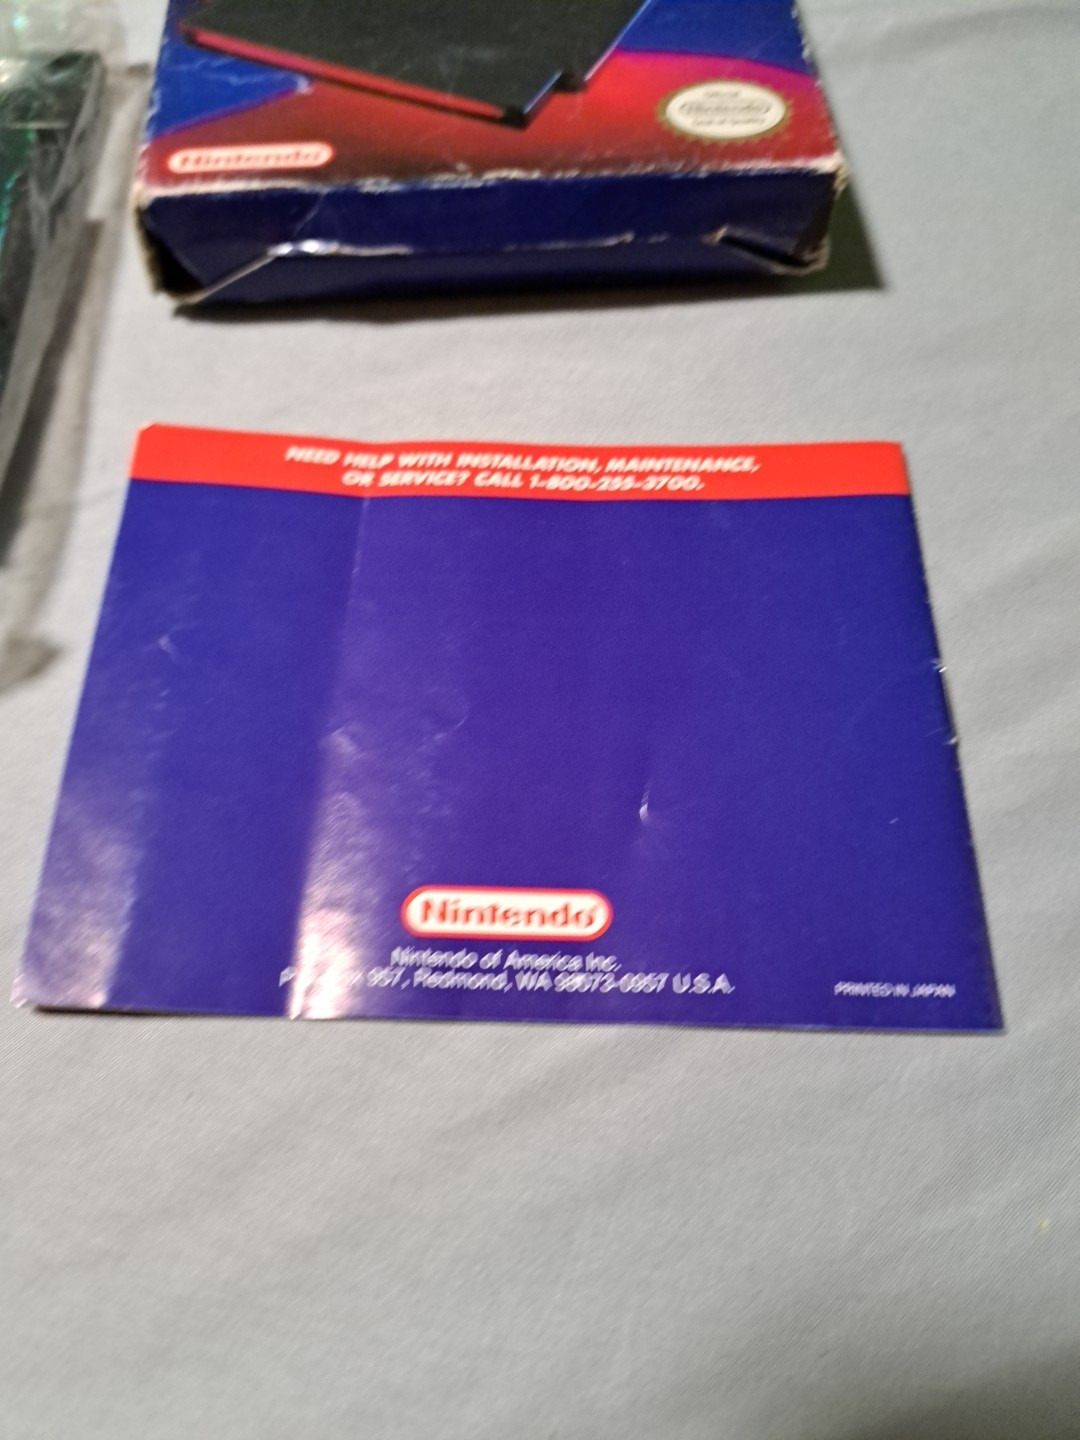 Nintendo
Nintendo
NEED HELP WITH INSTALLATION, MAINTENANCE,
OR SERVICE? CALL 1-800-255-3700.
Nintendo
Nintendo of America Inc.
957, Redmond, WA 98073-0957 U.S.A.
PRINTED IN JAPAN